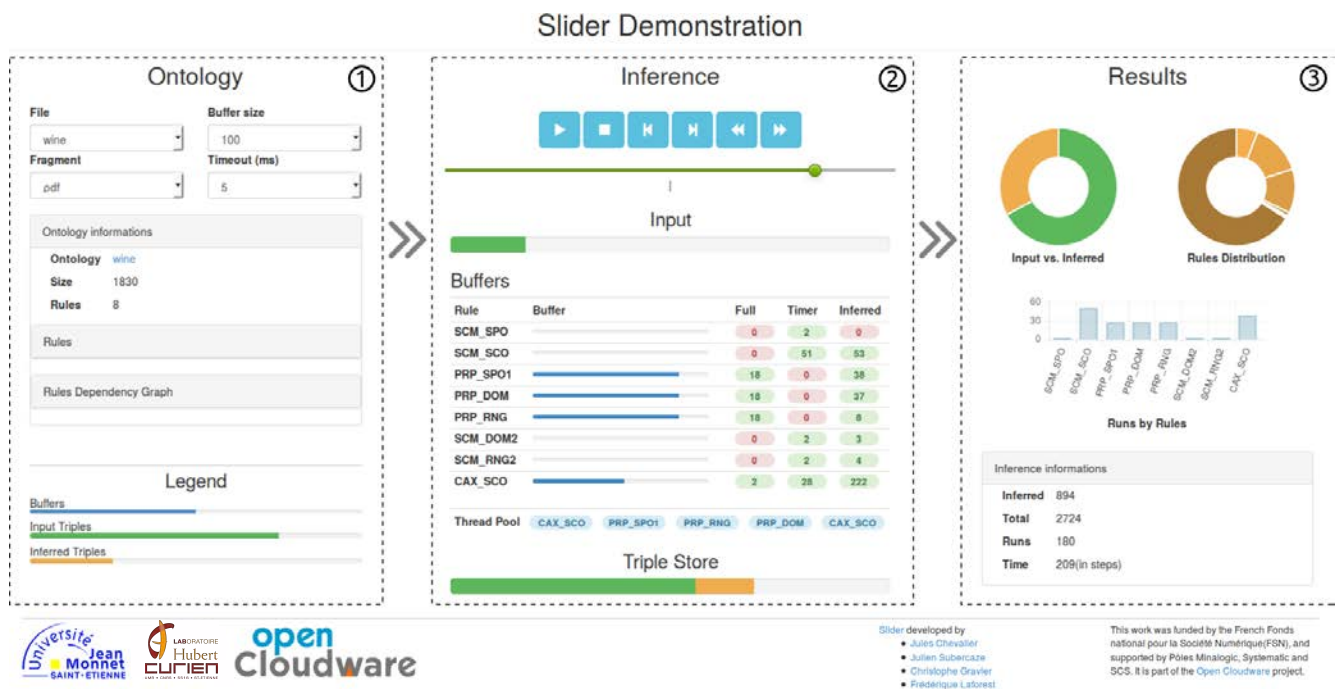 Slider Demonstration
Ontology
①
File
Buffer size
wine
100
Fragment
Timeout (ms)
pdf
5
Ontology informations
Ontology wine
Size 1830
Rules 8
Rules
Rules Dependency Graph
Legend
Buffers
Input Triples
Inferred Triples
Inference
②
Input
Buffers
Rule Buffer Full Timer Inferred
SCM_SPO 0 2 0
SCM_SCO 0 51 53
PRP_SPO1 18 0 38
PRP_DOM 18 0 37
PRP_RNG 18 0 8
SCM_DOM2 0 2 3
SCM_RNG2 0 2 4
CAX_SCO 2 28 222
Thread Pool CAX_SCO PRP_SPO1 PRP_RNG PRP_DOM CAX_SCO
Triple Store
Results
③
Input vs. Inferred
Rules Distribution
60
30
0
SCM_SPO
SCM_SCO
PRP_SPO1
PRP_DOM
PRP_RNG
SCM_DOM2
SCM_RNG2
CAX_SCO
Runs by Rules
Inference informations
Inferred 894
Total 2724
Runs 180
Time 209(in steps)
Université
Jean
Monnet
SAINT-ETIENNE
LABORATOIRE
Hubert
CURIEN
open
Cloudware
Slider developed by
Jules Chevalier
Julien Subercaze
Christophe Gravier
Frédérique Laforest
This work was funded by the French Fonds
national pour la Société Numérique(FSN), and
supported by Pôles Minalogic, Systematic and
SCS. It is part of the Open Cloudware project.